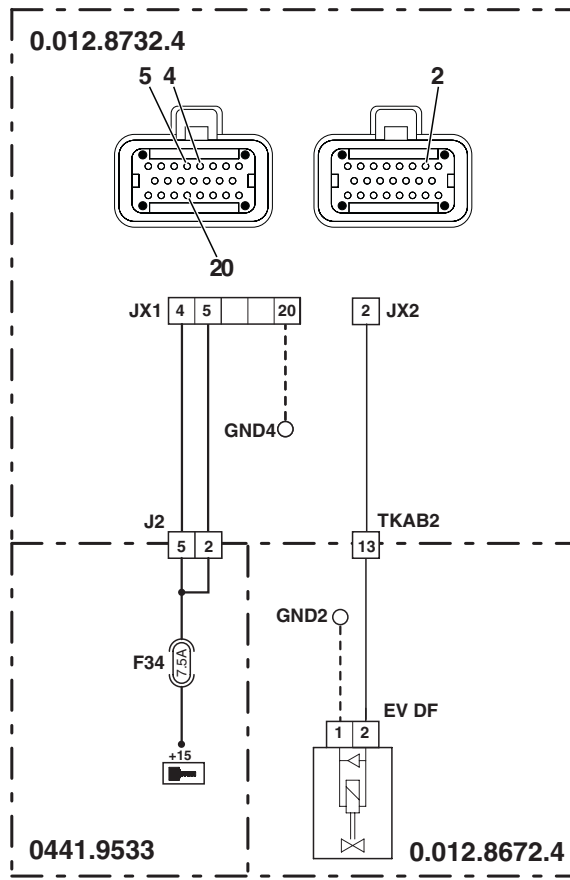 0.012.8732.4
5 4
2
20
JX1 4 5 20
2 JX2
GND4
J2 5 2
TKAB2
13
GND2
F34 7.5A
EV DF
1 2
+15
0441.9533
0.012.8672.4